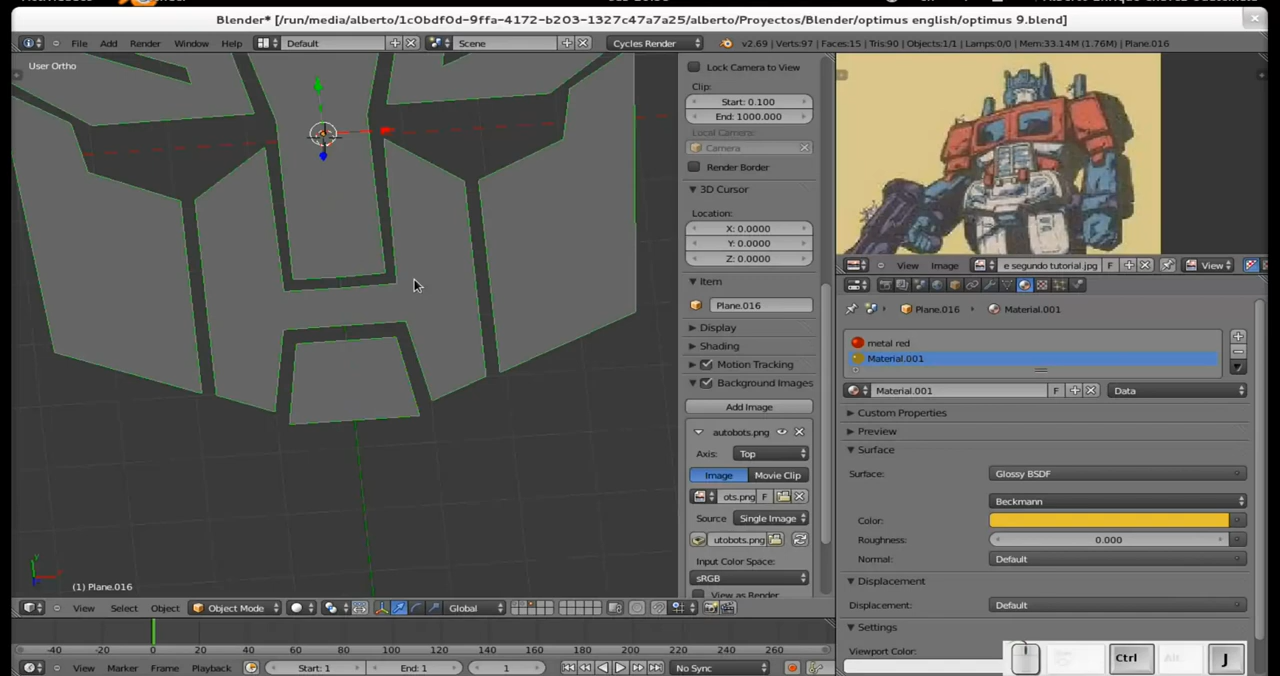 Blender* [/run/media/alberto/1c0bdf0d-9ffa-4172-b203-1327c47a7a25/alberto/Proyectos/Blender/optimus english/optimus 9.blend]
File Add Render Window Help Default Scene Cycles Render v2.69 | Verts:97 | Faces:15 | Tris:90 | Objects:1/1 | Lamps:0/0 | Mem:33.14M (1.76M) | Plane.016
User Ortho
Lock Camera to View
Clip:
Start: 0.100
End: 1000.000
Local Camera:
Camera
Render Border
3D Cursor
Location:
X: 0.0000
Y: 0.0000
Z: 0.0000
Item
Plane.016
Display
Shading
Motion Tracking
Background Images
Add Image
autobots.png
Axis: Top
Image Movie Clip
ots.png F
Source Single Image
utobots.png
Input Color Space:
sRGB
View as Render
(1) Plane.016
View Select Object Object Mode Global
-40 -20 0 20 40 60 80 100 120 140 160 180 200 220 240 260
View Marker Frame Playback Start: 1 End: 1 1 No Sync
View Image e segundo tutorial.jpg F View
Plane.016 Material.001
metal red
Material.001
Material.001 F Data
Custom Properties
Preview
Surface
Surface: Glossy BSDF
Beckmann
Color:
Roughness: 0.000
Normal: Default
Displacement
Displacement: Default
Settings
Viewport Color:
Ctrl Alt J